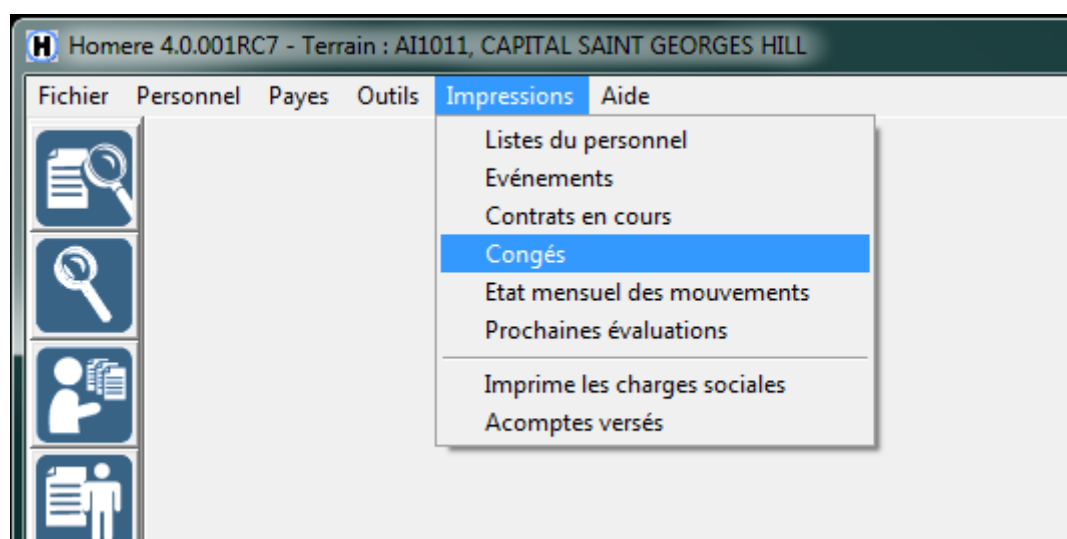 H Homere 4.0.001RC7 - Terrain : AI1011, CAPITAL SAINT GEORGES HILL
Fichier Personnel Payes Outils Impressions Aide
Listes du personnel
Evénements
Contrats en cours
Congés
Etat mensuel des mouvements
Prochaines évaluations
Imprime les charges sociales
Acomptes versés